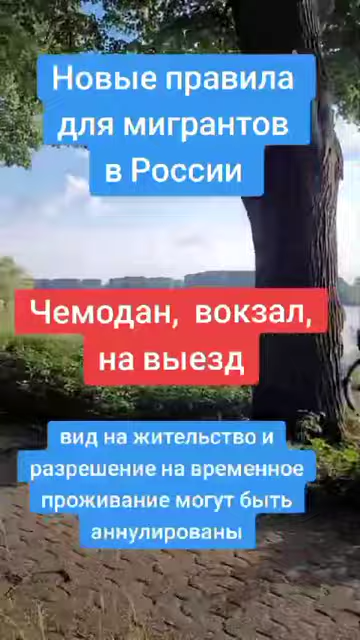 Новые правила
для мигрантов
в России
Чемодан, вокзал,
на выезд
вид на жительство и
разрешение на временное
проживание могут быть
аннулированы